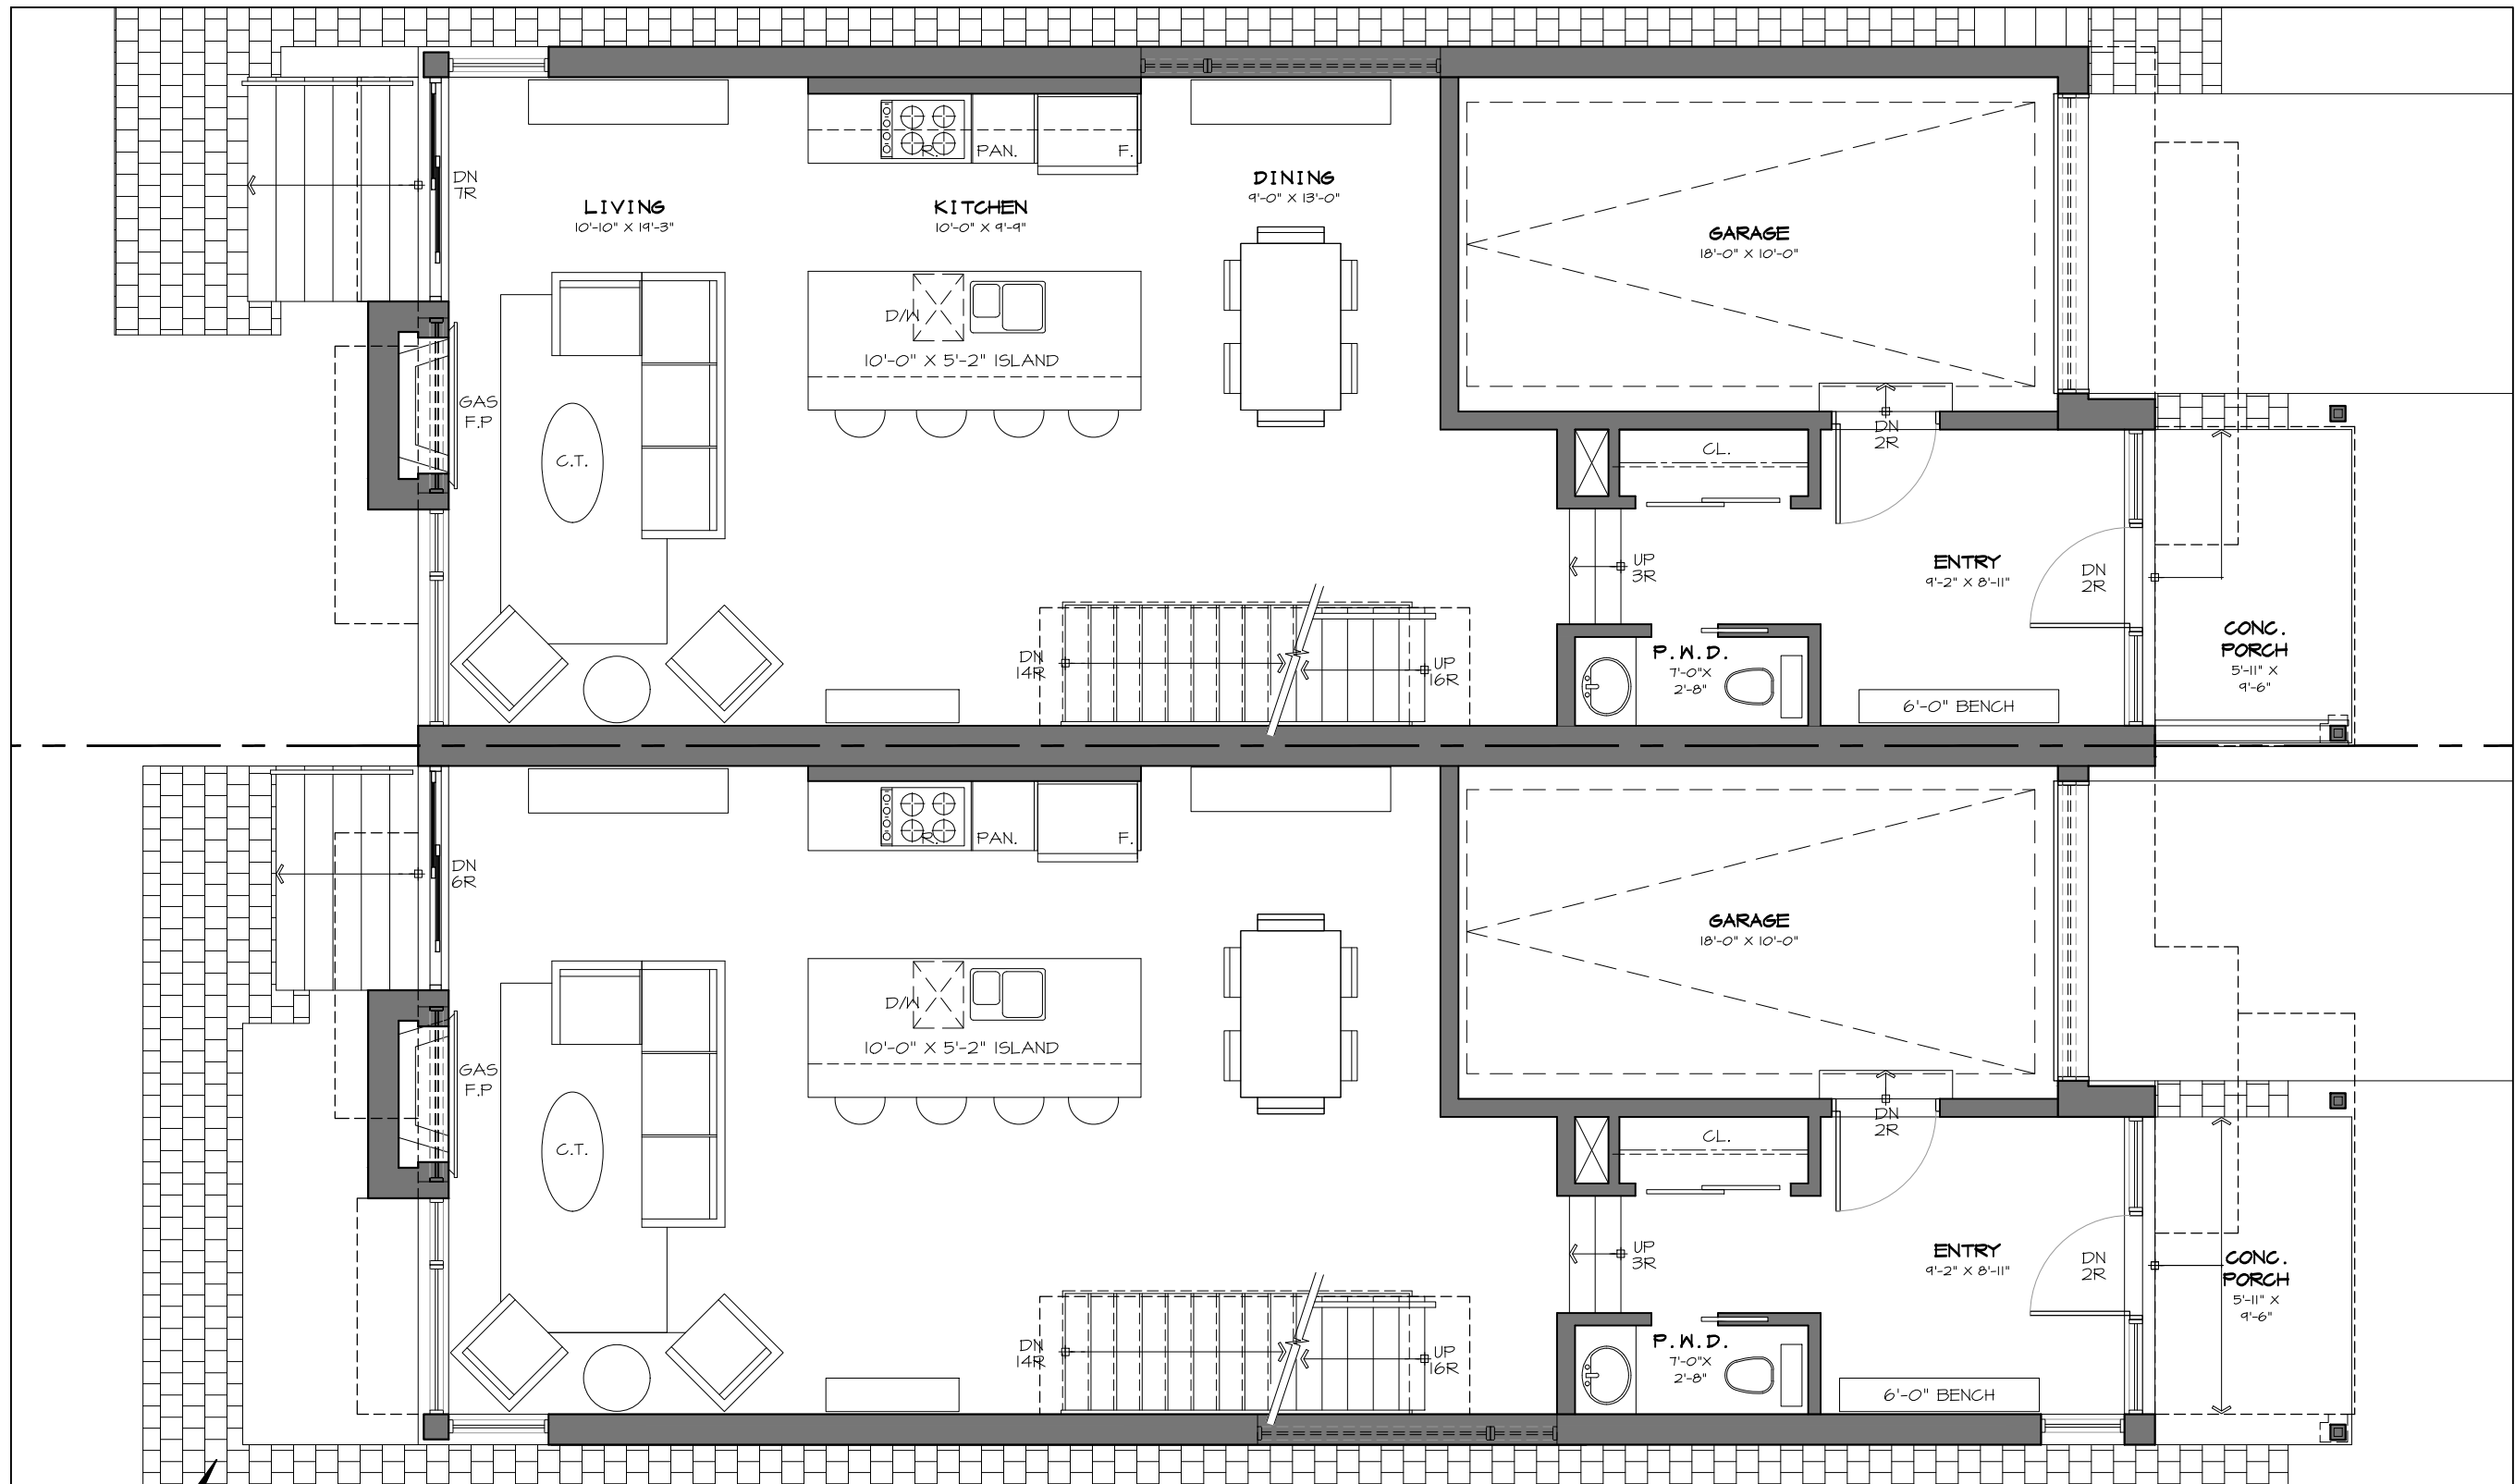 DN
7R
LIVING
10'-10" X 19'-3"
KITCHEN
10'-0" X 9'-9"
DINING
9'-0" X 13'-0"
R.
PAN.
F.
GARAGE
18'-0" X 10'-0"
D/W
10'-0" X 5'-2" ISLAND
GAS
F.P
C.T.
CL.
DN
2R
UP
3R
ENTRY
9'-2" X 8'-11"
DN
2R
CONC.
PORCH
5'-11" X
9'-6"
DN
14R
UP
16R
P.W.D.
7'-0"X
2'-8"
6'-0" BENCH
DN
6R
R.
PAN.
F.
GARAGE
18'-0" X 10'-0"
D/W
10'-0" X 5'-2" ISLAND
GAS
F.P
C.T.
CL.
DN
2R
UP
3R
ENTRY
9'-2" X 8'-11"
DN
2R
CONC.
PORCH
5'-11" X
9'-6"
DN
14R
UP
16R
P.W.D.
7'-0"X
2'-8"
6'-0" BENCH